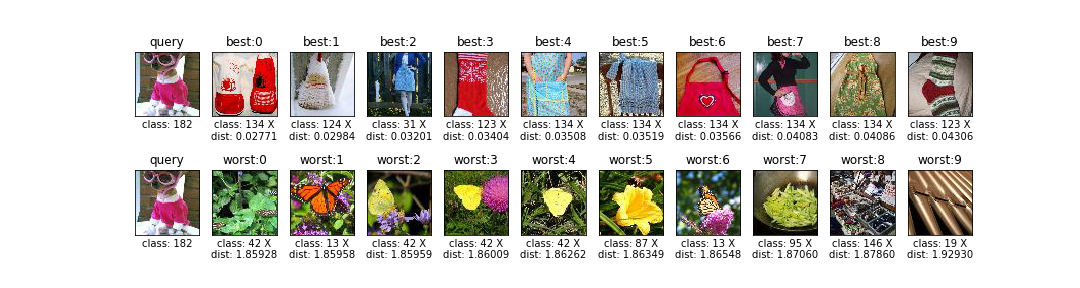 query best:0 best:1 best:2 best:3 best:4 best:5 best:6 best:7 best:8 best:9
class: 182 class: 134 X class: 124 X class: 31 X class: 123 X class: 134 X class: 134 X class: 134 X class: 134 X class: 134 X class: 123 X
dist: 0.02771 dist: 0.02984 dist: 0.03201 dist: 0.03404 dist: 0.03508 dist: 0.03519 dist: 0.03566 dist: 0.04083 dist: 0.04086 dist: 0.04306
query worst:0 worst:1 worst:2 worst:3 worst:4 worst:5 worst:6 worst:7 worst:8 worst:9
class: 182 class: 42 X class: 13 X class: 42 X class: 42 X class: 42 X class: 87 X class: 13 X class: 95 X class: 146 X class: 19 X
dist: 1.85928 dist: 1.85958 dist: 1.85959 dist: 1.86009 dist: 1.86262 dist: 1.86349 dist: 1.86548 dist: 1.87060 dist: 1.87860 dist: 1.92930